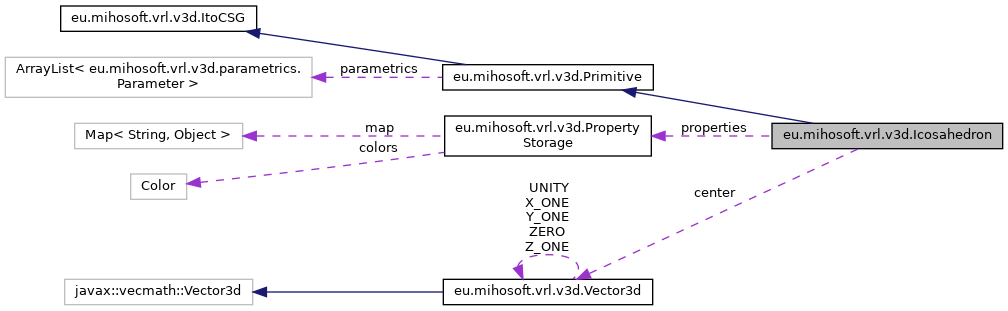 eu.mihosoft.vrl.v3d.ItoCSG
ArrayList< eu.mihosoft.vrl.v3d.parametrics.
Parameter >
parametrics
eu.mihosoft.vrl.v3d.Primitive
Map< String, Object >
map
colors
eu.mihosoft.vrl.v3d.Property
Storage
properties
eu.mihosoft.vrl.v3d.Icosahedron
Color
center
UNITY
X_ONE
Y_ONE
ZERO
Z_ONE
javax::vecmath::Vector3d
eu.mihosoft.vrl.v3d.Vector3d